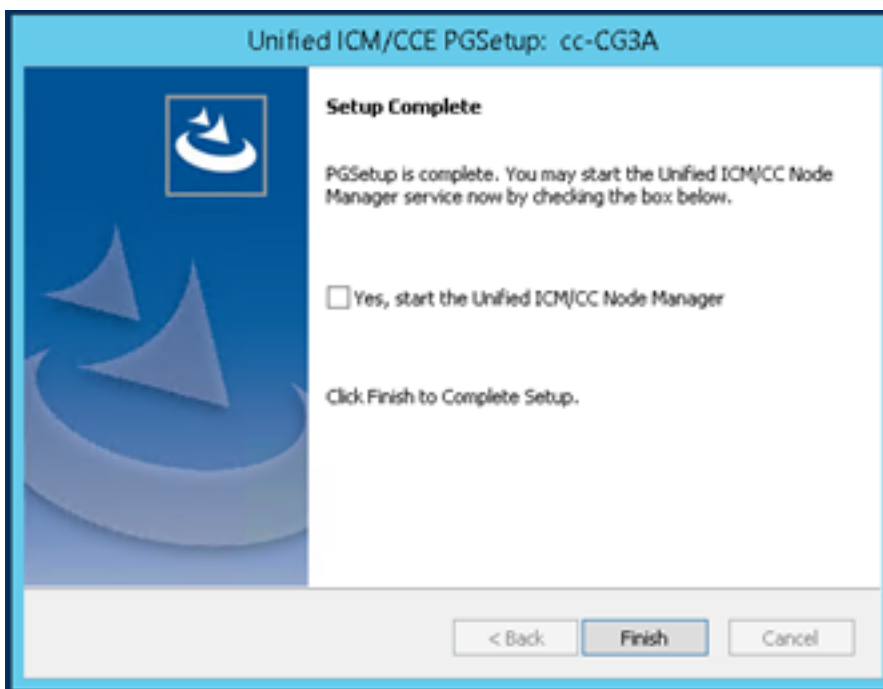 Unified ICM/CCE PGSetup: cc-CG3A
Setup Complete
PGSetup is complete. You may start the Unified ICM/CC Node
Manager service now by checking the box below.
Yes, start the Unified ICM/CC Node Manager
Click Finish to Complete Setup.
< Back Finish Cancel